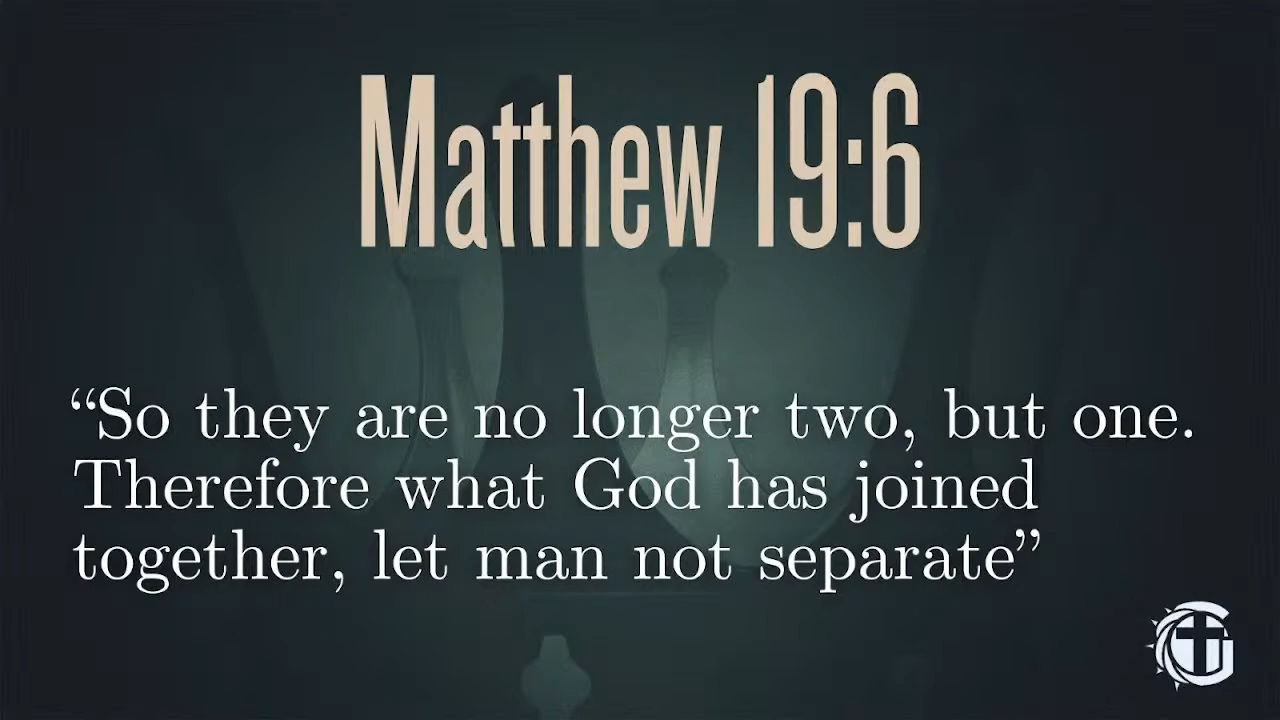 Matthew 19:6
“So they are no longer two, but one.
Therefore what God has joined
together, let man not separate”